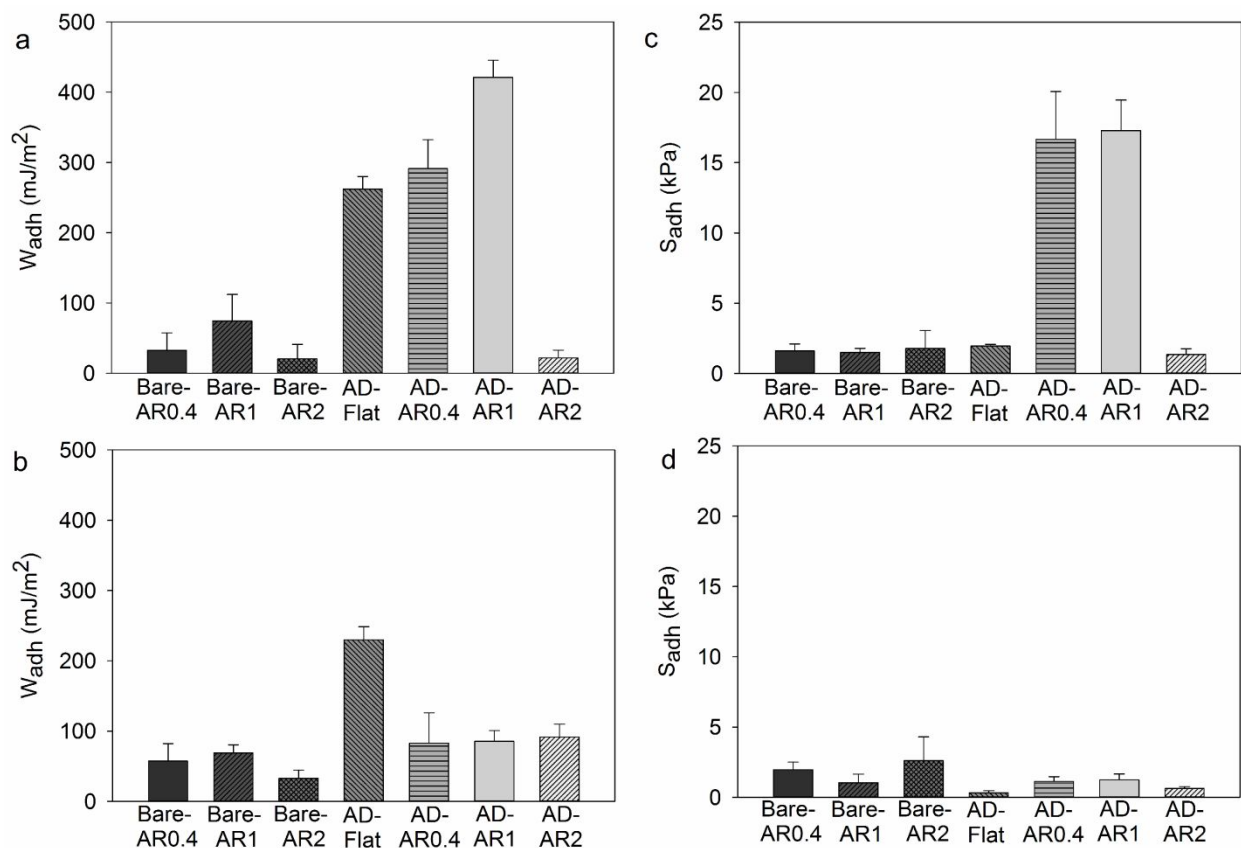 a
500
400
300
200
100
0
W_adh (mJ/m²)
Bare-AR0.4
Bare-AR1
Bare-AR2
AD-Flat
AD-AR0.4
AD-AR1
AD-AR2
c
25
20
15
10
5
0
S_adh (kPa)
Bare-AR0.4
Bare-AR1
Bare-AR2
AD-Flat
AD-AR0.4
AD-AR1
AD-AR2
b
500
400
300
200
100
0
W_adh (mJ/m²)
Bare-AR0.4
Bare-AR1
Bare-AR2
AD-Flat
AD-AR0.4
AD-AR1
AD-AR2
d
25
20
15
10
5
0
S_adh (kPa)
Bare-AR0.4
Bare-AR1
Bare-AR2
AD-Flat
AD-AR0.4
AD-AR1
AD-AR2